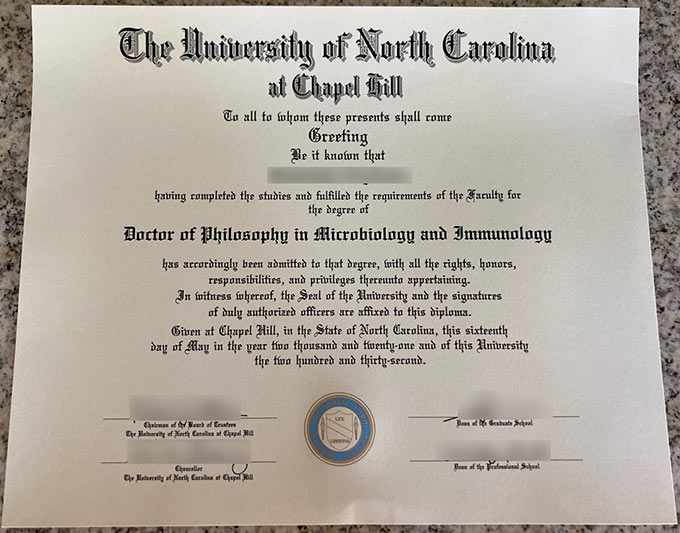 The University of North Carolina
at Chapel Hill
To all to whom these presents shall come
Greeting
Be it known that
having completed the studies and fulfilled the requirements of the Faculty for
the degree of
Doctor of Philosophy in Microbiology and Immunology
has accordingly been admitted to that degree, with all the rights, honors,
responsibilities, and privileges thereunto appertaining.
In witness whereof, the Seal of the University and the signatures
of duly authorized officers are affixed to this diploma.
Given at Chapel Hill, in the State of North Carolina, this sixteenth
day of May in the year two thousand and twenty-one and of this University
the two hundred and thirty-second.
Chairman of the Board of Trustees
The University of North Carolina at Chapel Hill
Dean of the Graduate School
LVX
LIBERTAS
Chancellor
The University of North Carolina at Chapel Hill
Dean of the Professional School